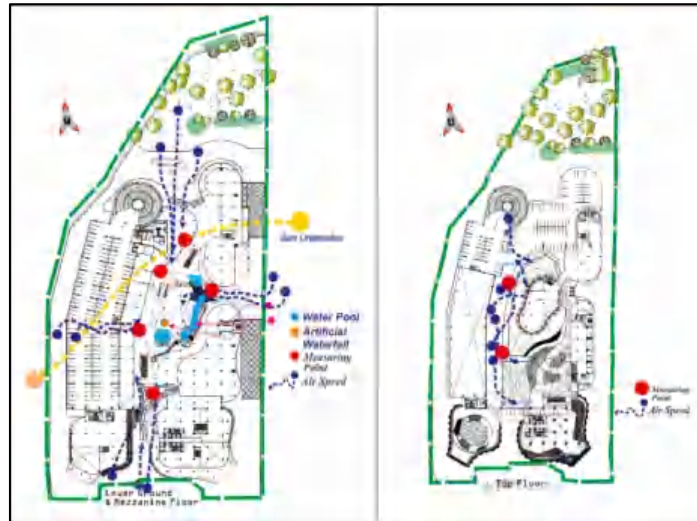 Sun Orientation
Water Pool
Artificial
Waterfall
Measuring
Point
Air Speed
Lower Ground
& Mezzanine Floor
Measuring
Point
Air Speed
Top Floor